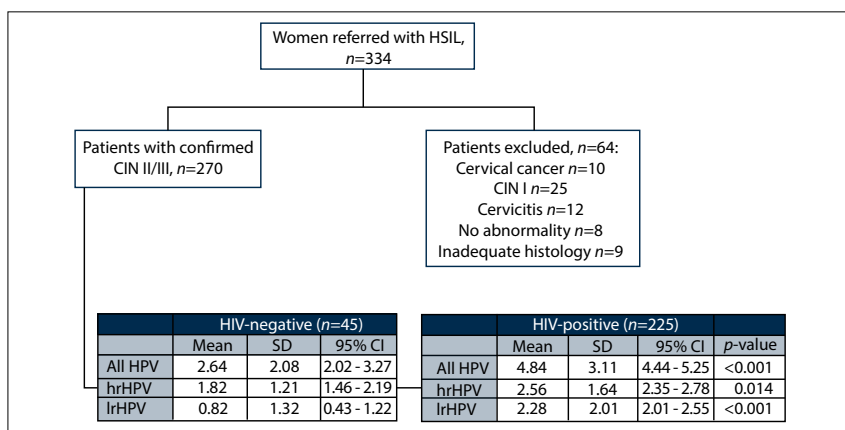 Women referred with HSIL,
n=334
Patients with confirmed
CIN II/III, n=270
Patients excluded, n=64:
Cervical cancer n=10
CIN I n=25
Cervicitis n=12
No abnormality n=8
Inadequate histology n=9
HIV-negative (n=45)
Mean SD 95% CI
All HPV 2.64 2.08 2.02 - 3.27
hrHPV 1.82 1.21 1.46 - 2.19
lrHPV 0.82 1.32 0.43 - 1.22
HIV-positive (n=225)
Mean SD 95% CI p-value
All HPV 4.84 3.11 4.44 - 5.25 <0.001
hrHPV 2.56 1.64 2.35 - 2.78 0.014
lrHPV 2.28 2.01 2.01 - 2.55 <0.001